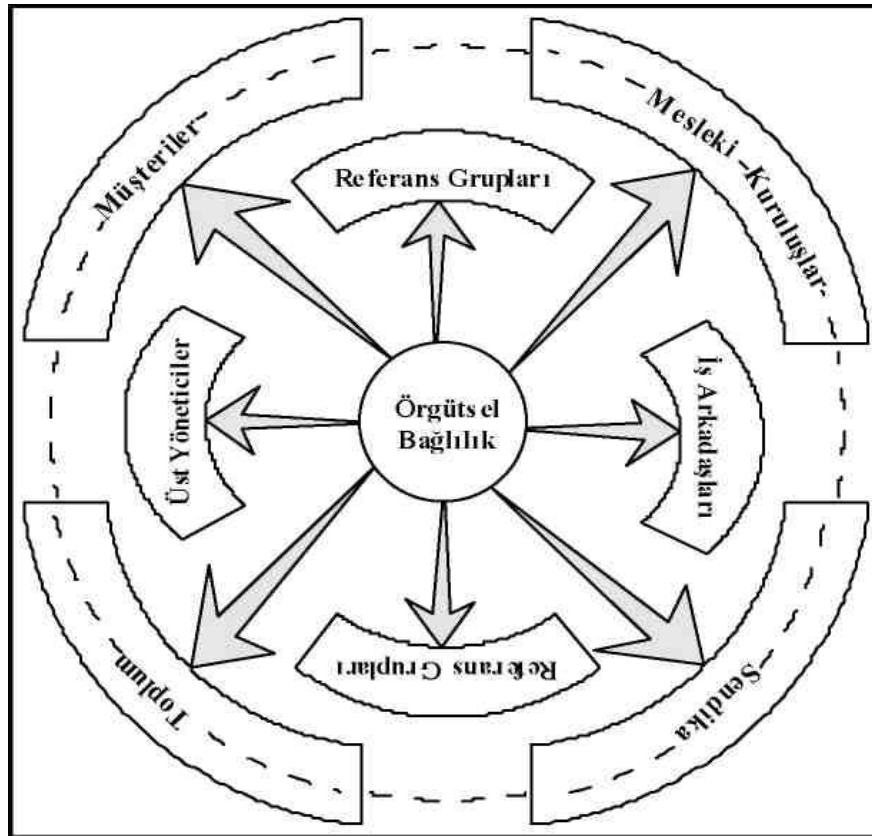 Müşteriler
Mesleki -Kuruluşlar
Referans Grupları
Üst Yöneticiler
Örgütsel
Bağlılık
İş Arkadaşları
Referans Grupları
Toplum
Sendika